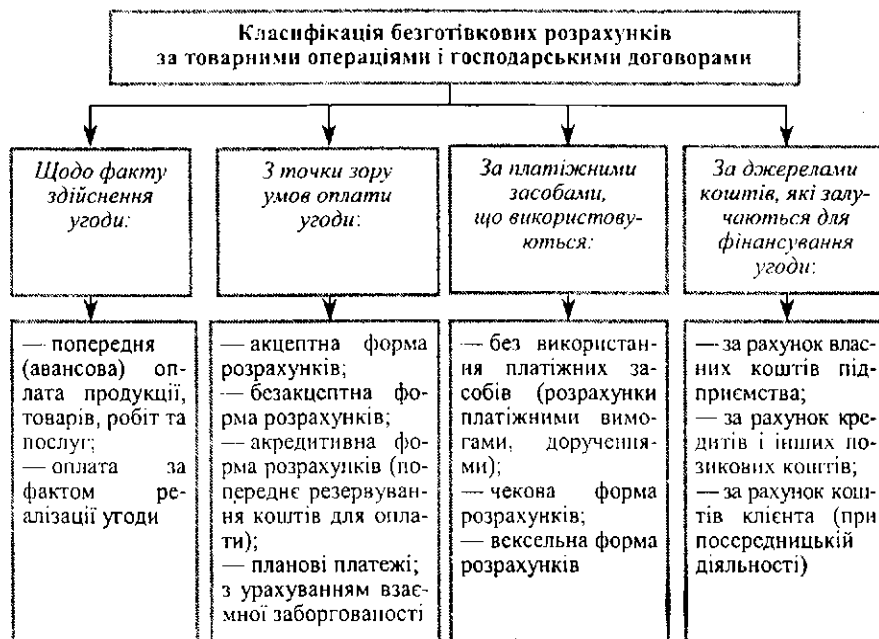 Класифікація безготівкових розрахунків
за товарними операціями і господарськими договорами
Щодо факту
здійснення
угоди:
З точки зору
умов оплати
угоди:
За платіжними
засобами,
що використову-
ються:
За джерелами
коштів, які залу-
чаються для
фінансування
угоди:
— попередня
(авансова) оп-
лата продукції,
товарів, робіт та
послуг;
— оплата за
фактом ре-
алізації угоди
— акцептна форма
розрахунків;
— безакцептна фор-
ма розрахунків;
— акредитивна фор-
ма розрахунків (по-
переднє резервуван-
ня коштів для опла-
ти);
— планові платежі;
з урахуванням взає-
мної заборгованості
— без використан-
ня платіжних за-
собів (розрахунки
платіжними вимо-
гами, доручення-
ми);
— чекова форма
розрахунків;
— вексельна форма
розрахунків
— за рахунок влас-
них коштів під-
приємства;
— за рахунок кре-
дитів і інших по-
зикових коштів;
— за рахунок кош-
тів клієнта (при
посередницькій
діяльності)